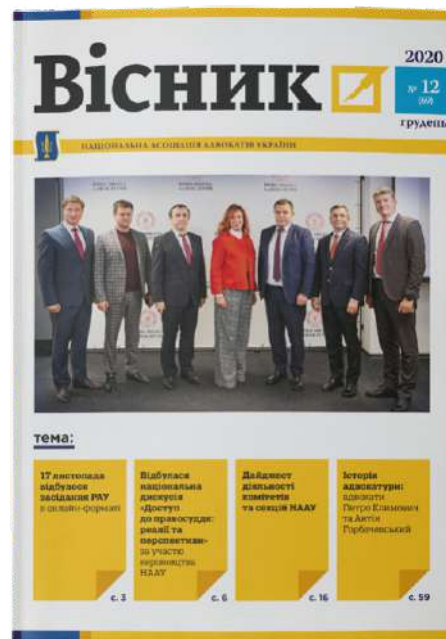 Вісник
2020
№ 12
грудень
НАЦІОНАЛЬНА АСОЦІАЦІЯ АДВОКАТІВ УКРАЇНИ
тема:
17 листопада
відбулося
засідання РАУ
в онлайн-форматі
с. 3
Відбулася
національна
дискусія
«Доступ
до правосуддя:
реалії та
перспективи»
за участю
керівництва
НААУ
с. 6
Дайджест
діяльності
комітетів
та секцій НААУ
с. 16
Історія
адвокатури:
адвокати
Петро Климович
та Антін
Горбачевський
с. 59